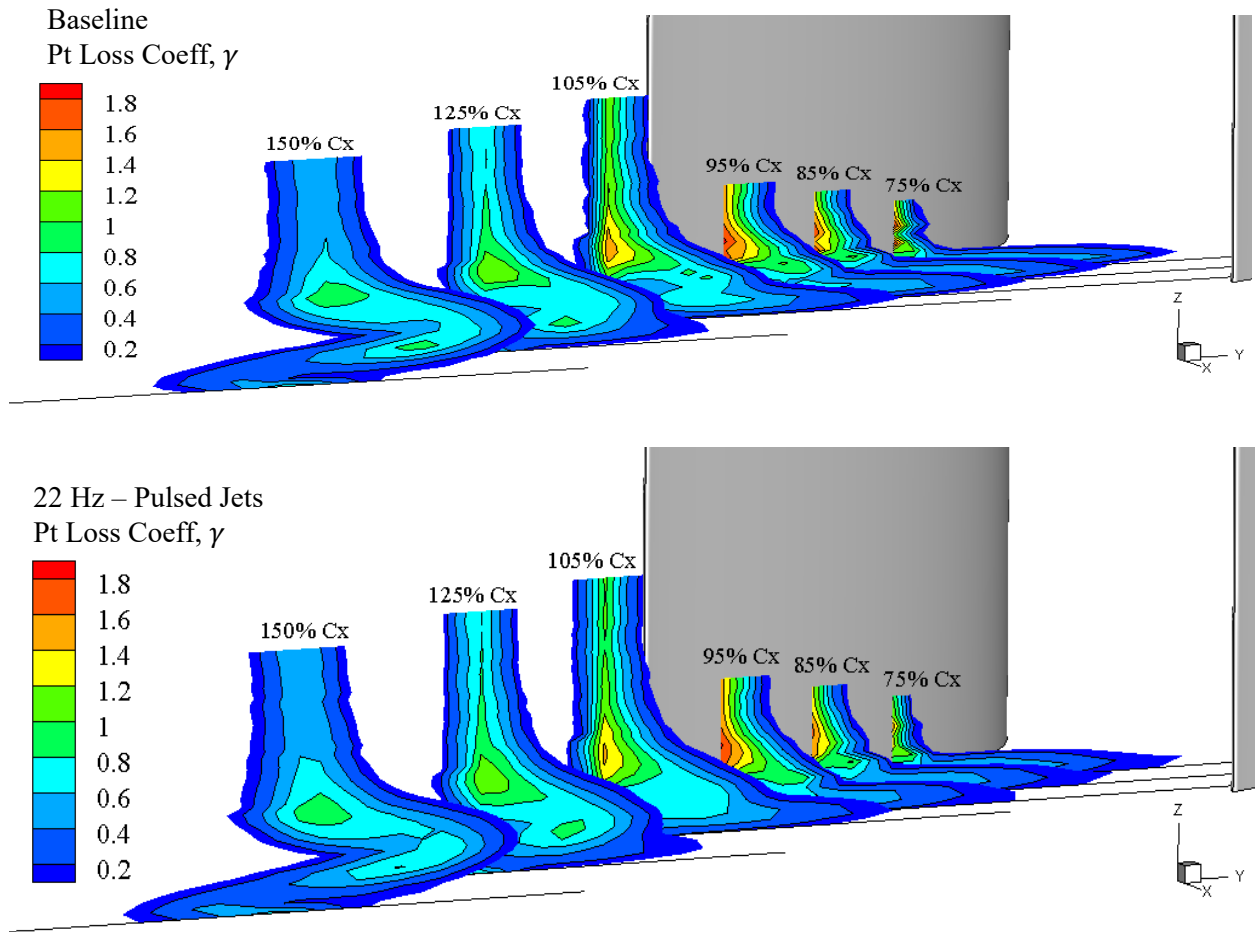 Baseline
Pt Loss Coeff, γ
1.8
1.6
1.4
1.2
1
0.8
0.6
0.4
0.2
150% Cx
125% Cx
105% Cx
95% Cx
85% Cx
75% Cx
Z
Y
X
22 Hz – Pulsed Jets
Pt Loss Coeff, γ
1.8
1.6
1.4
1.2
1
0.8
0.6
0.4
0.2
150% Cx
125% Cx
105% Cx
95% Cx
85% Cx
75% Cx
Z
Y
X